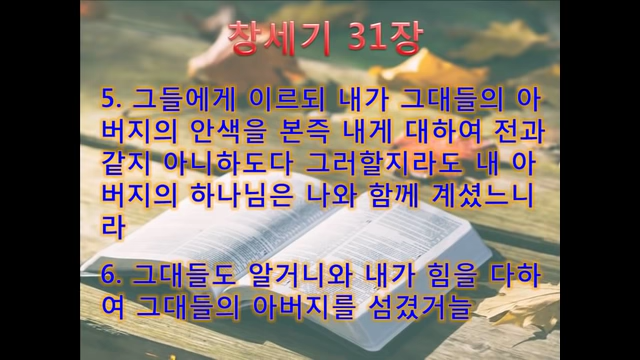 창세기 31장
5. 그들에게 이르되 내가 그대들의 아
버지의 안색을 본즉 내게 대하여 전과
같지 아니하도다 그러할지라도 내 아
버지의 하나님은 나와 함께 계셨느니
라
6. 그대들도 알거니와 내가 힘을 다하
여 그대들의 아버지를 섬겼거늘